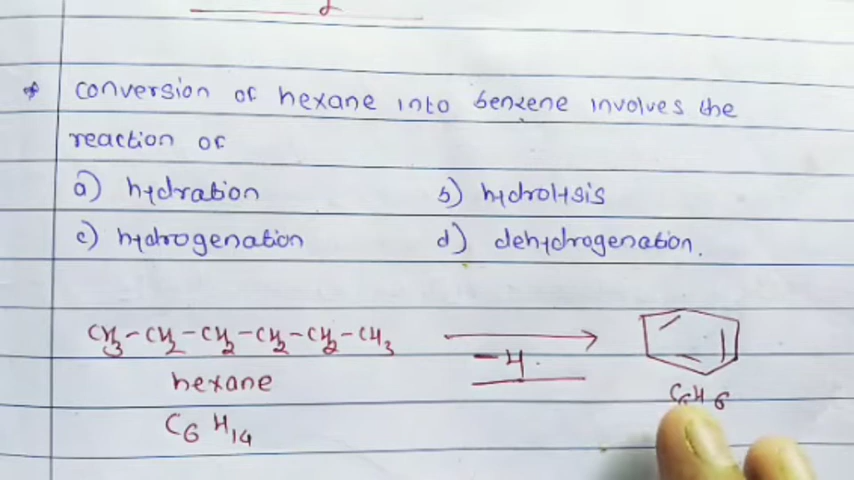 * conversion of hexane into benzene involves the
reaction of
a) hydration b) hydrolysis
c) hydrogenation d) dehydrogenation.
CH3-CH2-CH2-CH2-CH2-CH3 → -H
hexane C6H6
C6H14